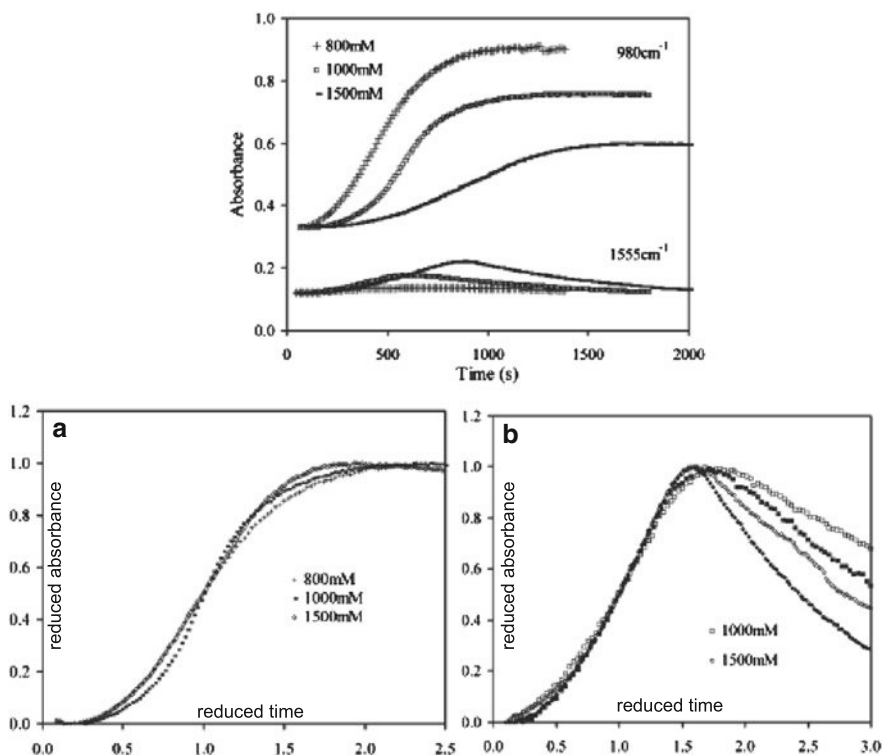 1.0
0.8
0.6
0.4
0.2
0.0
Absorbance
800mM
1000mM
1500mM
980cm-1
1555cm-1
0 500 1000 1500 2000
Time (s)
a
1.2
1.0
0.8
0.6
0.4
0.2
0.0
reduced absorbance
800mM
1000mM
1500mM
reduced time
0.0 0.5 1.0 1.5 2.0 2.5
b
1.2
1.0
0.8
0.6
0.4
0.2
0.0
reduced absorbance
1000mM
1500mM
reduced time
0.0 0.5 1.0 1.5 2.0 2.5 3.0